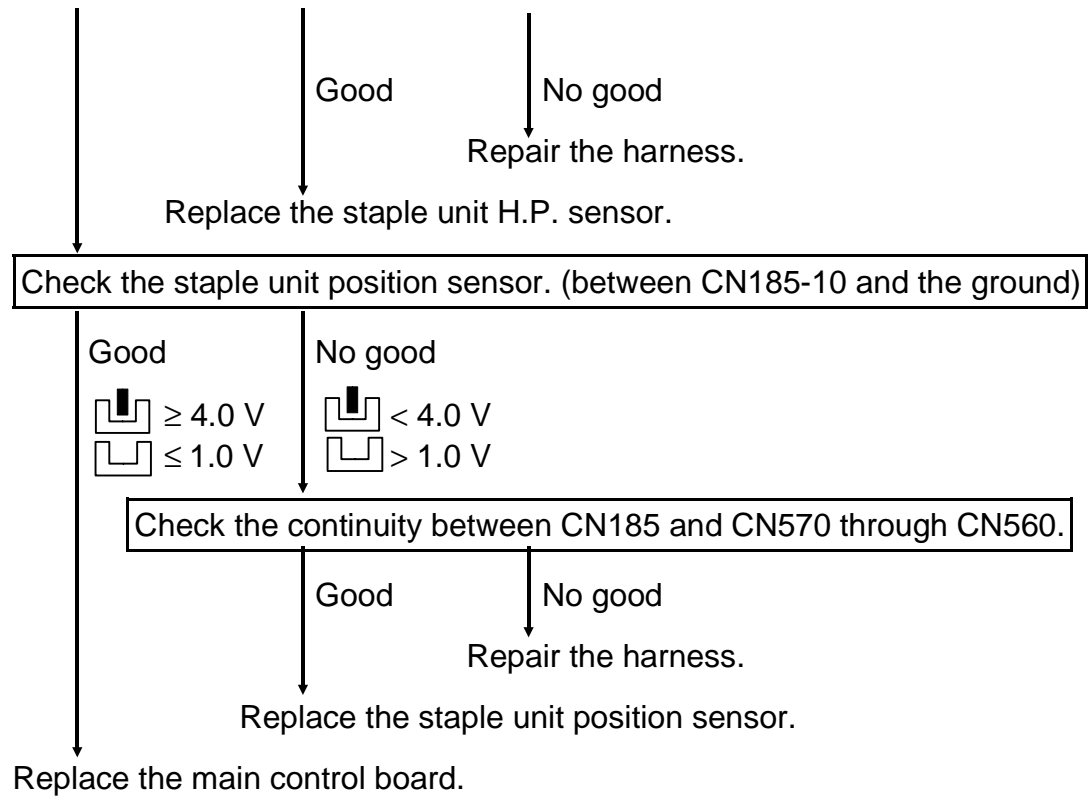 Good No good
Repair the harness.
Replace the staple unit H.P. sensor.
Check the staple unit position sensor. (between CN185-10 and the ground)
Good No good
≥ 4.0 V < 4.0 V
≤ 1.0 V > 1.0 V
Check the continuity between CN185 and CN570 through CN560.
Good No good
Repair the harness.
Replace the staple unit position sensor.
Replace the main control board.